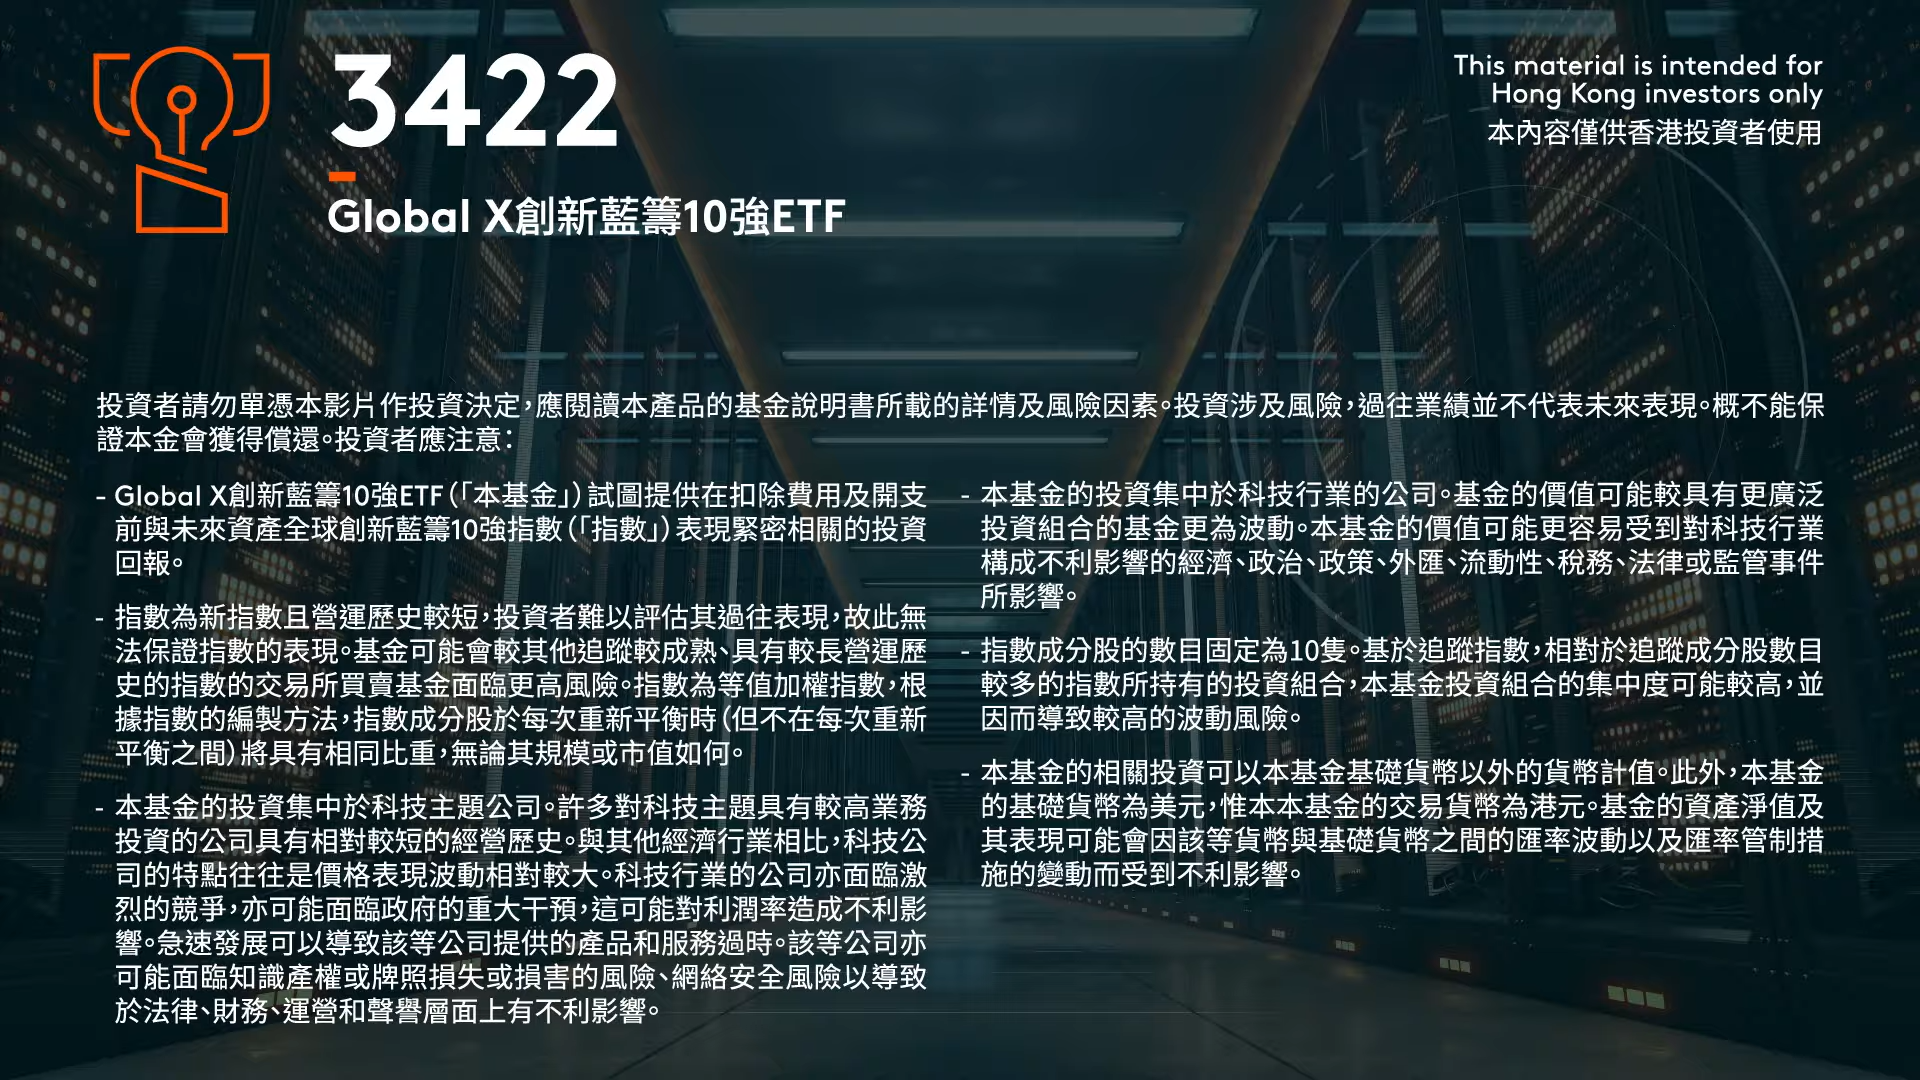 3422
Global X創新藍籌10強ETF
This material is intended for
Hong Kong investors only
本內容僅供香港投資者使用
投資者請勿單憑本影片作投資決定，應閱讀本產品的基金說明書所載的詳情及風險因素。投資涉及風險，過往業績並不代表未來表現。概不能保
證本金會獲得償還。投資者應注意：
- Global X創新藍籌10強ETF（「本基金」）試圖提供在扣除費用及開支
前與未來資產全球創新藍籌10強指數（「指數」）表現緊密相關的投資
回報。
- 指數為新指數且營運歷史較短，投資者難以評估其過往表現，故此無
法保證指數的表現。基金可能會較其他追蹤較成熟、具有較長營運歷
史的指數的交易所買賣基金面臨更高風險。指數為等值加權指數，根
據指數的編製方法，指數成分股於每次重新平衡時（但不在每次重新
平衡之間）將具有相同比重，無論其規模或市值如何。
- 本基金的投資集中於科技主題公司。許多對科技主題具有較高業務
投資的公司具有相對較短的經營歷史。與其他經濟行業相比，科技公
司的特點往往是價格表現波動相對較大。科技行業的公司亦面臨激
烈的競爭，亦可能面臨政府的重大干預，這可能對利潤率造成不利影
響。急速發展可以導致該等公司提供的產品和服務過時。該等公司亦
可能面臨知識產權或牌照損失或損害的風險、網絡安全風險以導致
於法律、財務、運營和聲譽層面上有不利影響。
- 本基金的投資集中於科技行業的公司。基金的價值可能較具有更廣泛
投資組合的基金更為波動。本基金的價值可能更容易受到對科技行業
構成不利影響的經濟、政治、政策、外匯、流動性、稅務、法律或監管事件
所影響。
- 指數成分股的數目固定為10隻。基於追蹤指數，相對於追蹤成分股數目
較多的指數所持有的投資組合，本基金投資組合的集中度可能較高，並
因而導致較高的波動風險。
- 本基金的相關投資可以本基金基礎貨幣以外的貨幣計值。此外，本基金
的基礎貨幣為美元，惟本本基金的交易貨幣為港元。基金的資產淨值及
其表現可能會因該等貨幣與基礎貨幣之間的匯率波動以及匯率管制措
施的變動而受到不利影響。